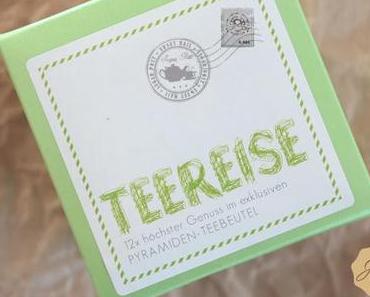 TEEREISE
12x höchster Genuss im exklusiven
PYRAMIDEN-TEEBEUTEL